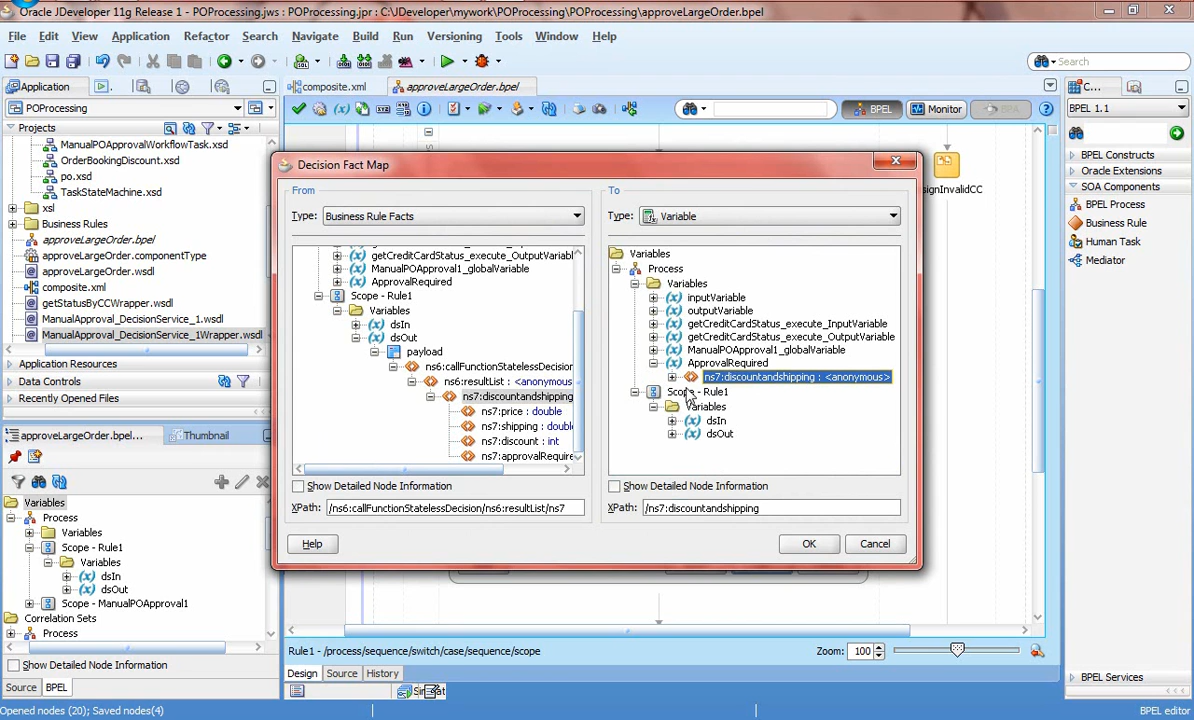 Oracle JDeveloper 11g Release 1 - POProcessing.jws : POProcessing.jpr : C:\JDeveloper\mywork\POProcessing\POProcessing\approveLargeOrder.bpel
File Edit View Application Refactor Search Navigate Build Run Versioning Tools Window Help
Search
Application
POProcessing
Projects
ManualPOApprovalWorkflowTask.xsd
OrderBookingDiscount.xsd
po.xsd
TaskStateMachine.xsd
xsl
Business Rules
approveLargeOrder.bpel
approveLargeOrder.componentType
approveLargeOrder.wsdl
composite.xml
getStatusByCCWrapper.wsdl
ManualApproval_DecisionService_1.wsdl
ManualApproval_DecisionService_1Wrapper.wsdl
Application Resources
Data Controls
Recently Opened Files
approveLargeOrder.bpel... Thumbnail
Variables
Process
Variables
Scope - Rule1
Variables
dsIn
dsOut
Scope - ManualPOApproval1
Correlation Sets
Process
Show Detailed Node Information
Source BPEL
Opened nodes (20); Saved nodes(4)
composite.xml approveLargeOrder.bpel
BPEL Monitor
signInvalidCC
Decision Fact Map
From
Type: Business Rule Facts
getCreditCardStatus_execute_OutputVariabl
ManualPOApproval1_globalVariable
ApprovalRequired
Scope - Rule1
Variables
dsIn
dsOut
payload
ns6:callFunctionStatelessDecision
ns6:resultList : <anonymous
ns7:discountandshipping
ns7:price : double
ns7:shipping : doubl
ns7:discount : int
ns7:approvalRequire
Show Detailed Node Information
XPath: /ns6:callFunctionStatelessDecision/ns6:resultList/ns7
To
Type: Variable
Variables
Process
Variables
inputVariable
outputVariable
getCreditCardStatus_execute_InputVariable
getCreditCardStatus_execute_OutputVariable
ManualPOApproval1_globalVariable
ApprovalRequired
ns7:discountandshipping : <anonymous>
Scope - Rule1
Variables
dsIn
dsOut
Show Detailed Node Information
XPath: /ns7:discountandshipping
Help OK Cancel
Rule1 - /process/sequence/switch/case/sequence/scope
Zoom: 100
Design Source History
C...
BPEL 1.1
BPEL Constructs
Oracle Extensions
SOA Components
BPEL Process
Business Rule
Human Task
Mediator
BPEL Services
BPEL editor